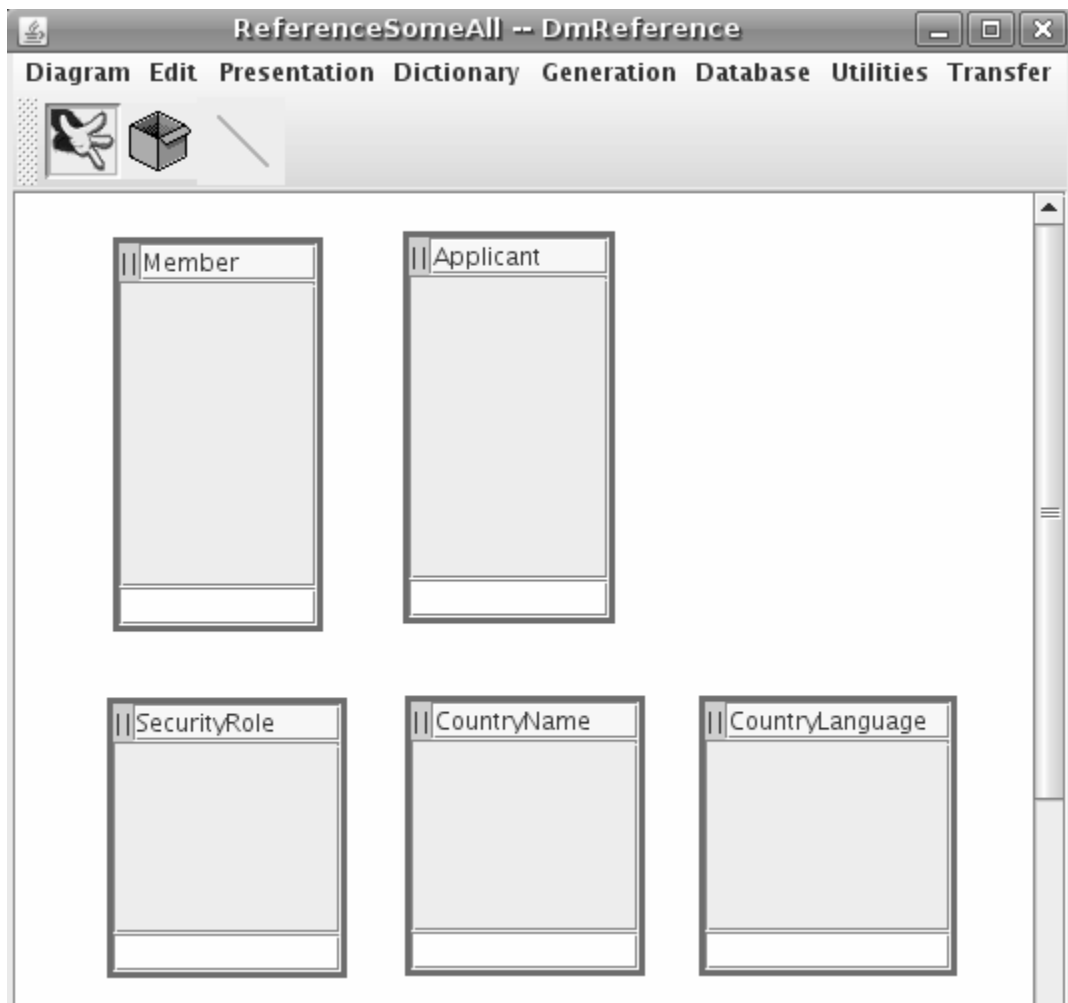 ReferenceSomeAll -- DmReference
Diagram Edit Presentation Dictionary Generation Database Utilities Transfer
Member
Applicant
SecurityRole
CountryName
CountryLanguage